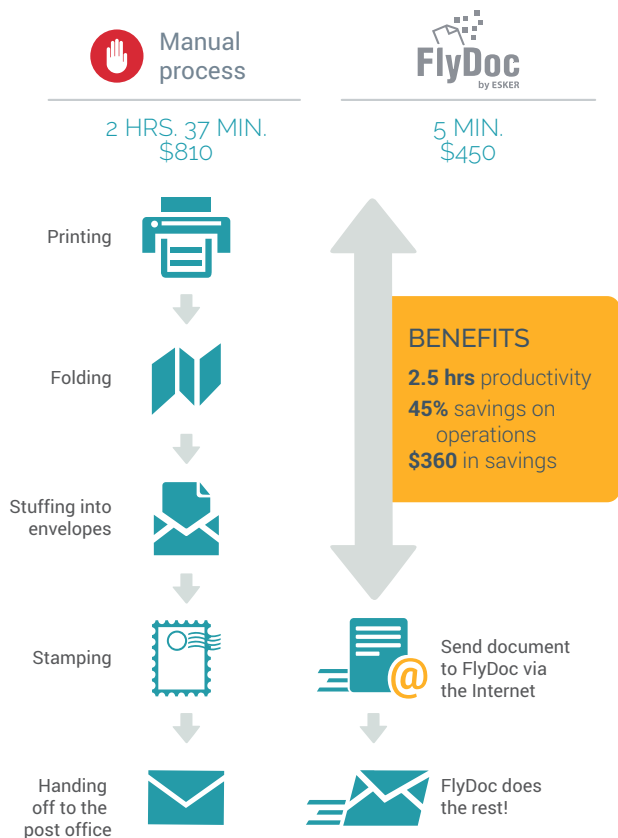 Manual
process
FlyDoc
by ESKER
2 HRS. 37 MIN.
$810
5 MIN.
$450
Printing
Folding
Stuffing into
envelopes
Stamping
Handing
off to the
post office
BENEFITS
2.5 hrs productivity
45% savings on
operations
$360 in savings
@
Send document
to FlyDoc via
the Internet
FlyDoc does
the rest!